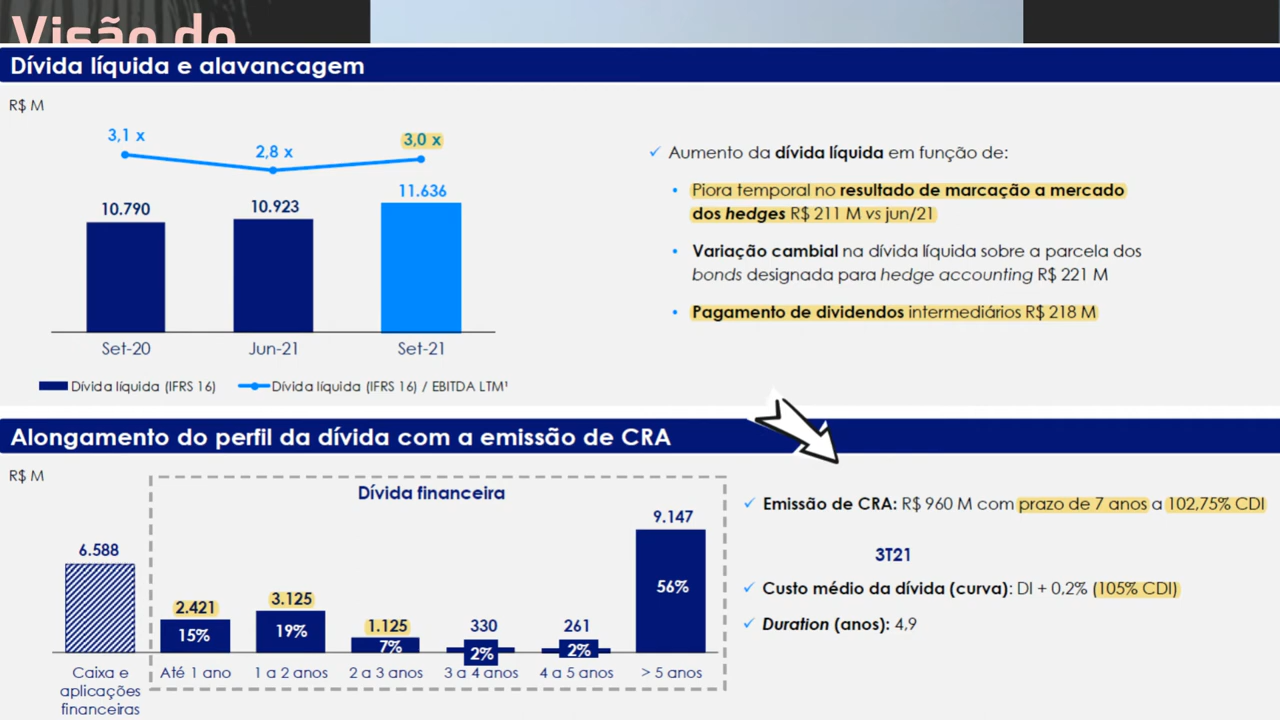 Visão do
Dívida líquida e alavancagem
R$ M
3,1 x
2,8 x
3,0 x
10.790
10.923
11.636
Set-20
Jun-21
Set-21
Dívida líquida (IFRS 16)
Dívida líquida (IFRS 16) / EBITDA LTM¹
✓ Aumento da dívida líquida em função de:
• Piora temporal no resultado de marcação a mercado
dos hedges R$ 211 M vs jun/21
• Variação cambial na dívida líquida sobre a parcela dos
bonds designada para hedge accounting R$ 221 M
• Pagamento de dividendos intermediários R$ 218 M
Alongamento do perfil da dívida com a emissão de CRA
R$ M
Dívida financeira
6.588
2.421
3.125
1.125
330
261
9.147
15%
19%
7%
2%
2%
56%
Caixa e
aplicações
financeiras
Até 1 ano
1 a 2 anos
2 a 3 anos
3 a 4 anos
4 a 5 anos
> 5 anos
✓ Emissão de CRA: R$ 960 M com prazo de 7 anos a 102,75% CDI
3T21
✓ Custo médio da dívida (curva): DI + 0,2% (105% CDI)
✓ Duration (anos): 4,9